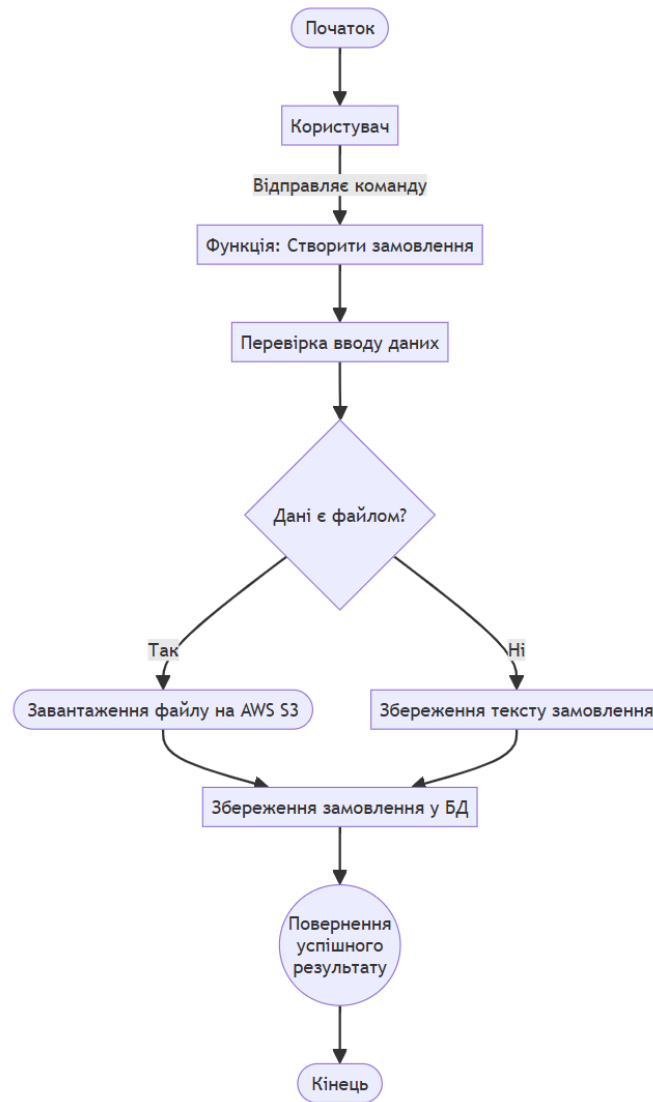 Початок
Користувач
Відправляє команду
Функція: Створити замовлення
Перевірка вводу даних
Дані є файлом?
Так
Ні
Завантаження файлу на AWS S3
Збереження тексту замовлення
Збереження замовлення у БД
Повернення
успішного
результату
Кінець